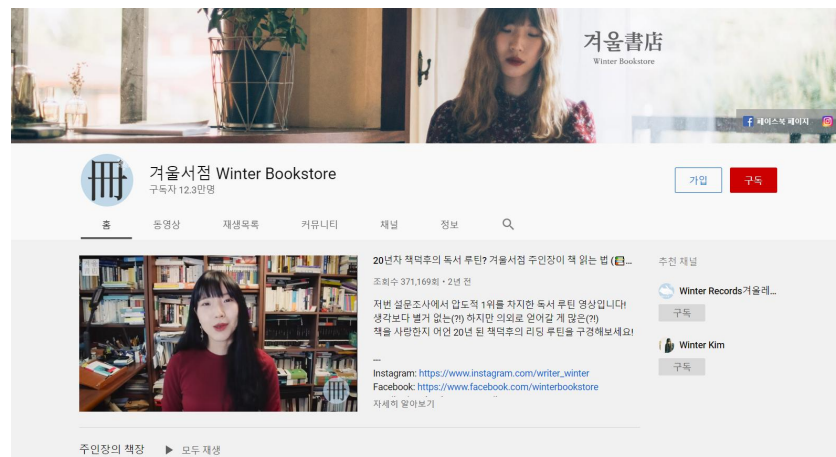 겨울書店
Winter Bookstore
페이스북 페이지
겨울서점 Winter Bookstore
구독자 12.3만명
가입
구독
홈
동영상
재생목록
커뮤니티
채널
정보
20년차 책덕후의 독서 루틴? 겨울서점 주인장이 책 읽는 법 (📚...
조회수 371,169회 • 2년 전
저번 설문조사에서 압도적 1위를 차지한 독서 루틴 영상입니다!
생각보다 별거 없는(?!) 하지만 의외로 얻어갈 게 많은(?!)
책을 사랑한지 어언 20년 된 책덕후의 리딩 루틴을 구경해보세요!
---
Instagram: https://www.instagram.com/writer_winter
Facebook: https://www.facebook.com/winterbookstore
자세히 알아보기
추천 채널
Winter Records겨울레...
구독
Winter Kim
구독
주인장의 책장 ▶ 모두 재생